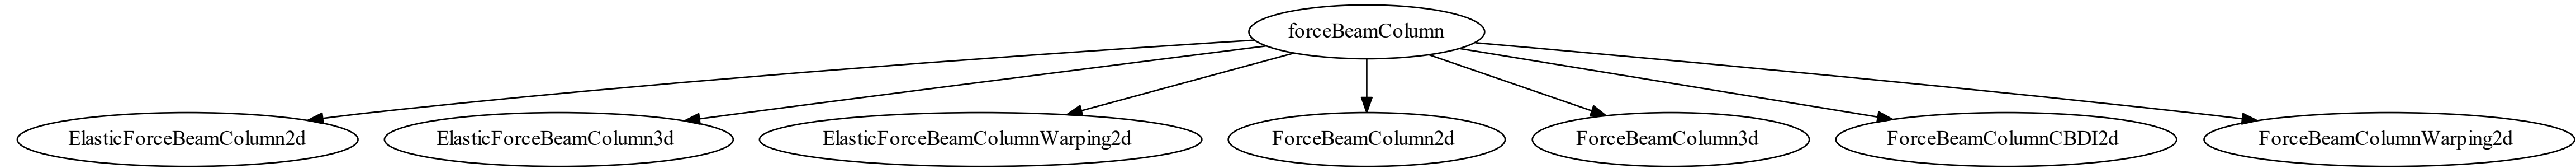 forceBeamColumn
ElasticForceBeamColumn2d
ElasticForceBeamColumn3d
ElasticForceBeamColumnWarping2d
ForceBeamColumn2d
ForceBeamColumn3d
ForceBeamColumnCBDI2d
ForceBeamColumnWarping2d